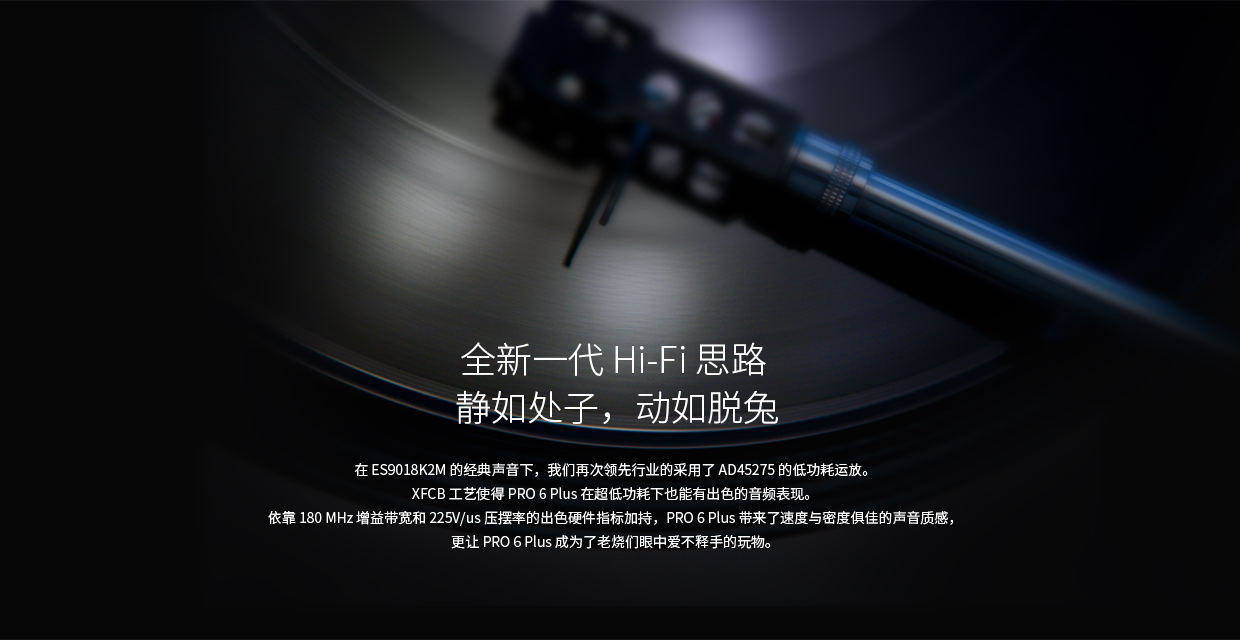 全新一代 Hi-Fi 思路
静如处子，动如脱兔
在 ES9018K2M 的经典声音下，我们再次领先行业的采用了 AD45275 的低功耗运放。
XFCB 工艺使得 PRO 6 Plus 在超低功耗下也能有出色的音频表现。
依靠 180 MHz 增益带宽和 225V/us 压摆率的出色硬件指标加持，PRO 6 Plus 带来了速度与密度俱佳的声音质感，
更让 PRO 6 Plus 成为了老烧们眼中爱不释手的玩物。